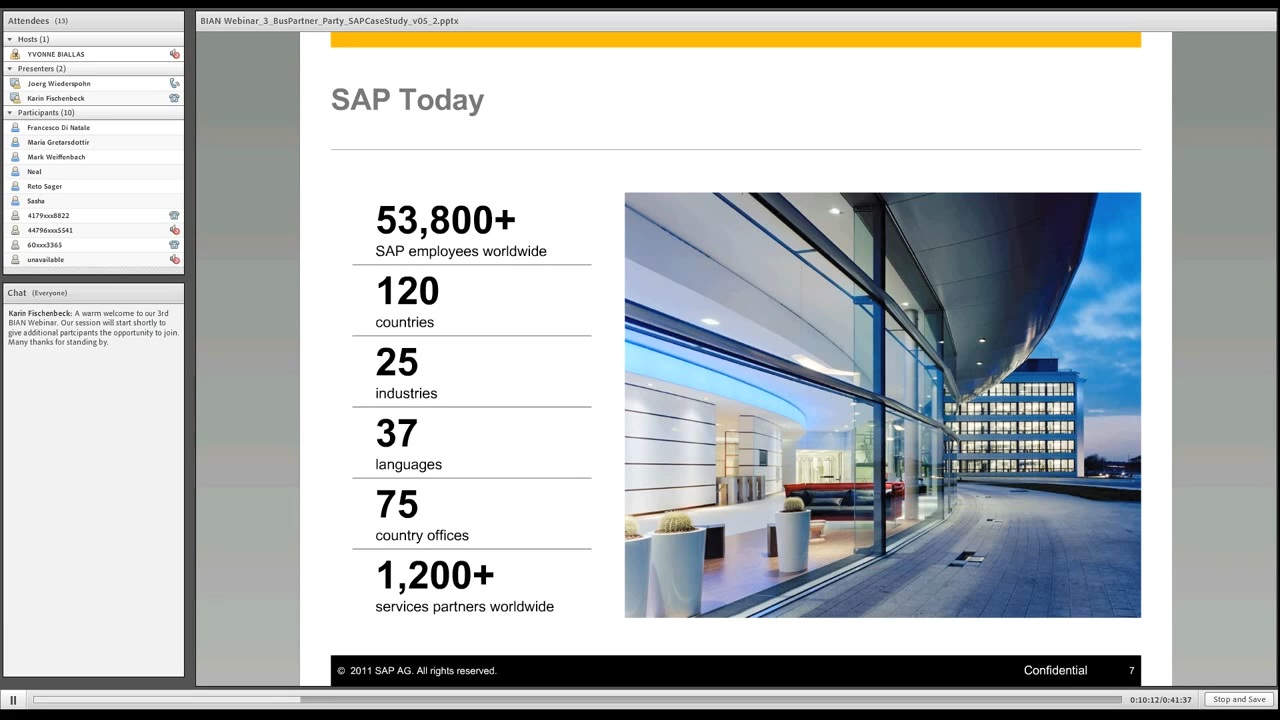 Attendees (13)
Hosts (1)
YVONNE BIALLAS
Presenters (2)
Joerg Wiederspohn
Karin Fischenbeck
Participants (10)
Francesco Di Natale
Maria Gretarsdottir
Mark Weiffenbach
Neal
Reto Sager
Sasha
4179xxx8822
44796xxx5541
60xxx3365
unavailable
Chat (Everyone)
Karin Fischenbeck: A warm welcome to our 3rd
BIAN Webinar. Our session will start shortly to
give additional partcipants the opportunity to join.
Many thanks for standing by.
BIAN Webinar_3_BusPartner_Party_SAPCaseStudy_v05_2.pptx
SAP Today
53,800+
SAP employees worldwide
120
countries
25
industries
37
languages
75
country offices
1,200+
services partners worldwide
© 2011 SAP AG. All rights reserved.
Confidential 7
0:10:12/0:41:37
Stop and Save